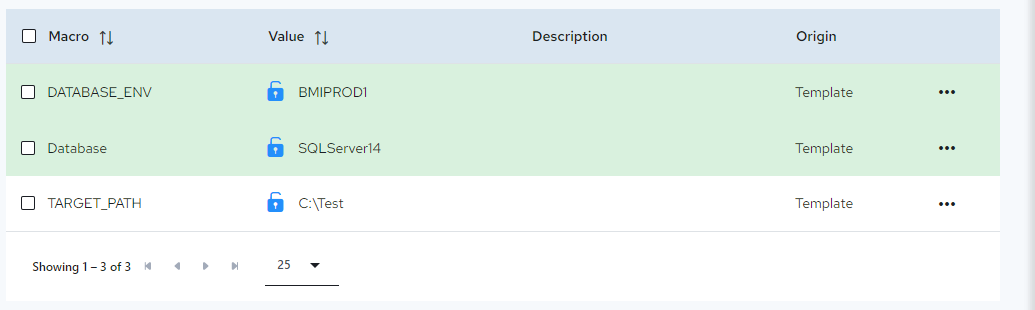 Macro Value Description Origin
DATABASE_ENV BMIPROD1 Template
Database SQLServer14 Template
TARGET_PATH C:\Test Template
Showing 1 – 3 of 3 25